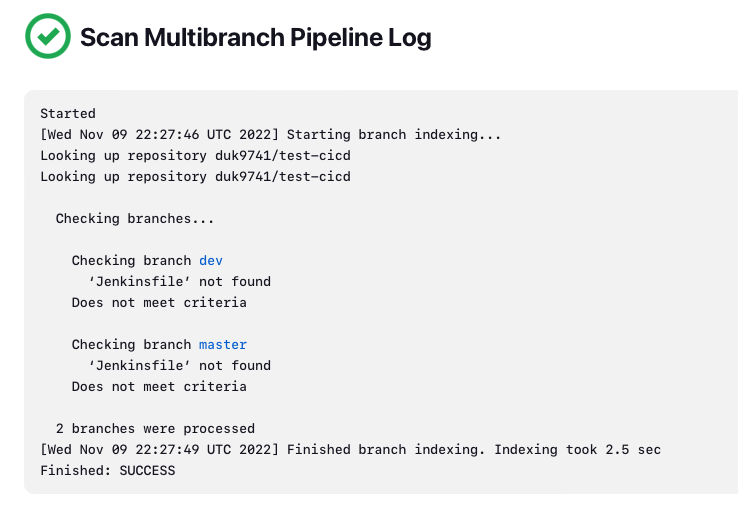 Scan Multibranch Pipeline Log
Started
[Wed Nov 09 22:27:46 UTC 2022] Starting branch indexing...
Looking up repository duk9741/test-cicd
Looking up repository duk9741/test-cicd
Checking branches...
Checking branch dev
‘Jenkinsfile’ not found
Does not meet criteria
Checking branch master
‘Jenkinsfile’ not found
Does not meet criteria
2 branches were processed
[Wed Nov 09 22:27:49 UTC 2022] Finished branch indexing. Indexing took 2.5 sec
Finished: SUCCESS